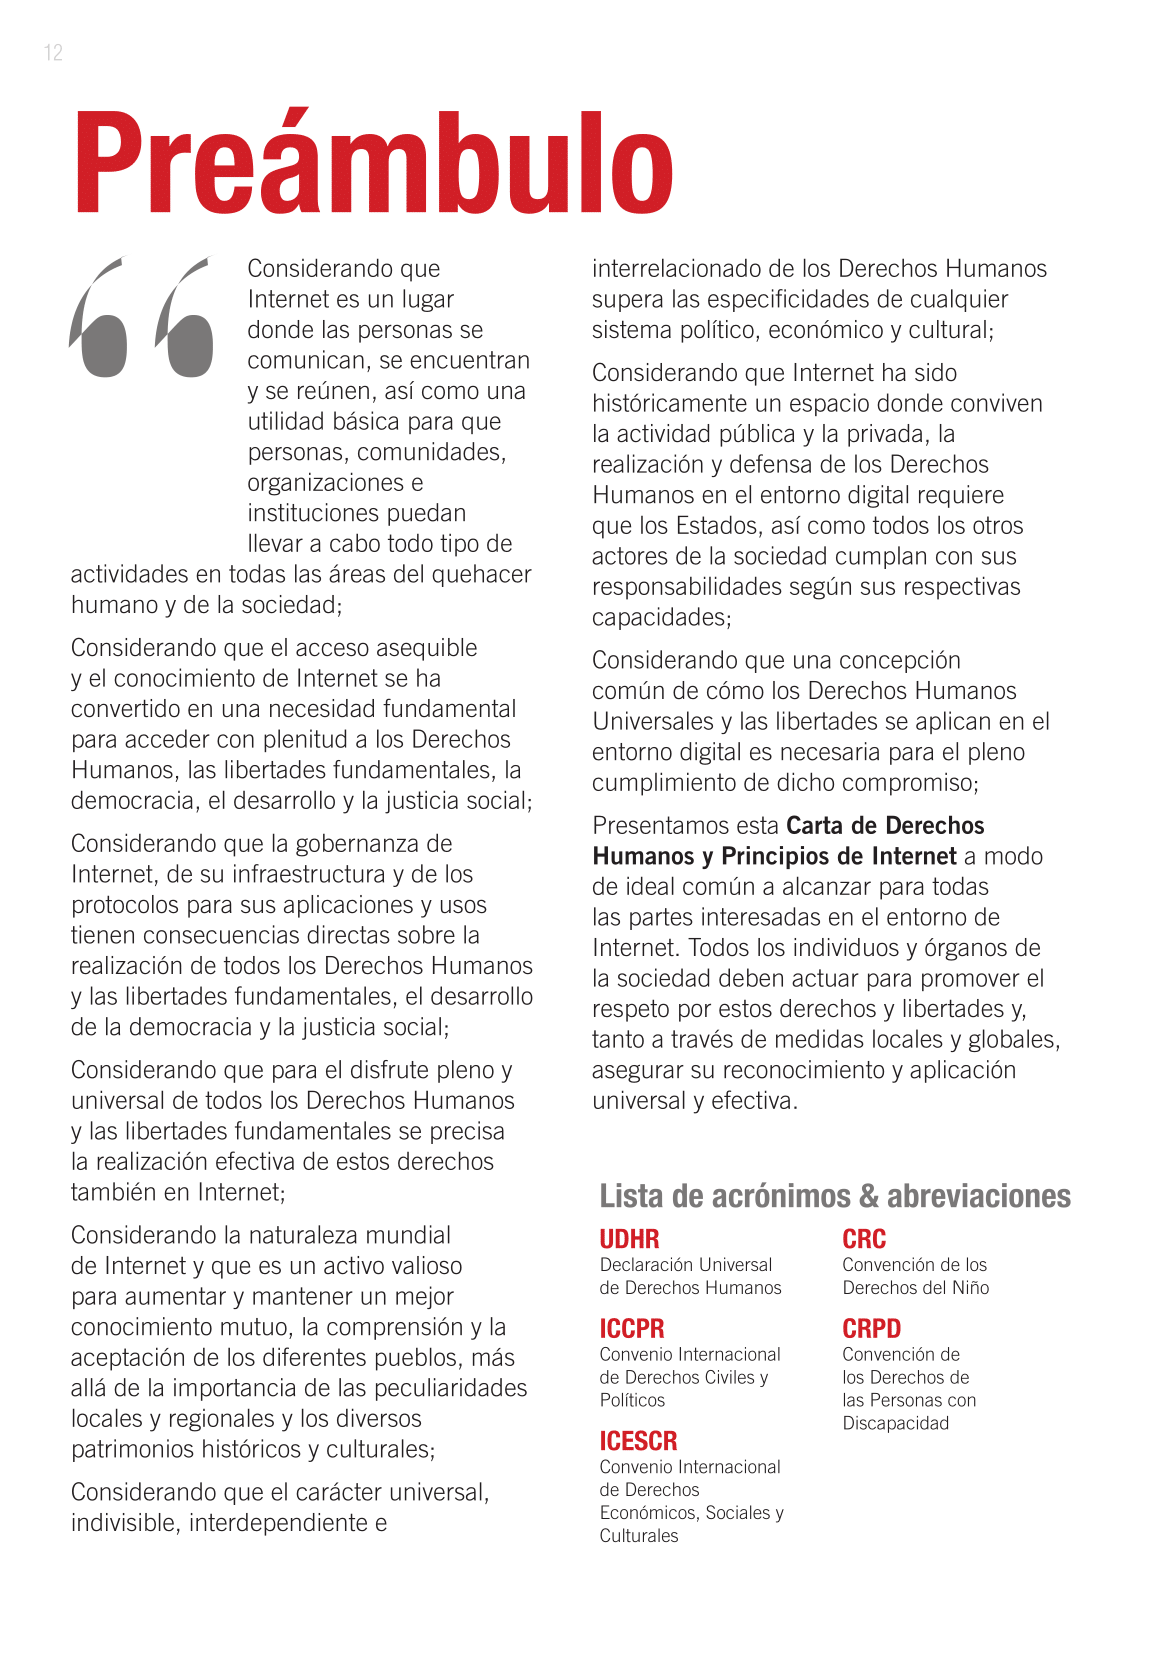 12
Preámbulo
Considerando que
Internet es un lugar
donde las personas se
comunican, se encuentran
y se reúnen, así como una
utilidad básica para que
personas, comunidades,
organizaciones e
instituciones puedan
llevar a cabo todo tipo de
actividades en todas las áreas del quehacer
humano y de la sociedad;
Considerando que el acceso asequible
y el conocimiento de Internet se ha
convertido en una necesidad fundamental
para acceder con plenitud a los Derechos
Humanos, las libertades fundamentales, la
democracia, el desarrollo y la justicia social;
Considerando que la gobernanza de
Internet, de su infraestructura y de los
protocolos para sus aplicaciones y usos
tienen consecuencias directas sobre la
realización de todos los Derechos Humanos
y las libertades fundamentales, el desarrollo
de la democracia y la justicia social;
Considerando que para el disfrute pleno y
universal de todos los Derechos Humanos
y las libertades fundamentales se precisa
la realización efectiva de estos derechos
también en Internet;
Considerando la naturaleza mundial
de Internet y que es un activo valioso
para aumentar y mantener un mejor
conocimiento mutuo, la comprensión y la
aceptación de los diferentes pueblos, más
allá de la importancia de las peculiaridades
locales y regionales y los diversos
patrimonios históricos y culturales;
Considerando que el carácter universal,
indivisible, interdependiente e
interrelacionado de los Derechos Humanos
supera las especificidades de cualquier
sistema político, económico y cultural;
Considerando que Internet ha sido
históricamente un espacio donde conviven
la actividad pública y la privada, la
realización y defensa de los Derechos
Humanos en el entorno digital requiere
que los Estados, así como todos los otros
actores de la sociedad cumplan con sus
responsabilidades según sus respectivas
capacidades;
Considerando que una concepción
común de cómo los Derechos Humanos
Universales y las libertades se aplican en el
entorno digital es necesaria para el pleno
cumplimiento de dicho compromiso;
Presentamos esta Carta de Derechos
Humanos y Principios de Internet a modo
de ideal común a alcanzar para todas
las partes interesadas en el entorno de
Internet. Todos los individuos y órganos de
la sociedad deben actuar para promover el
respeto por estos derechos y libertades y,
tanto a través de medidas locales y globales,
asegurar su reconocimiento y aplicación
universal y efectiva.
Lista de acrónimos & abreviaciones
UDHR
Declaración Universal
de Derechos Humanos
ICCPR
Convenio Internacional
de Derechos Civiles y
Políticos
ICESCR
Convenio Internacional
de Derechos
Económicos, Sociales y
Culturales
CRC
Convención de los
Derechos del Niño
CRPD
Convención de
los Derechos de
las Personas con
Discapacidad